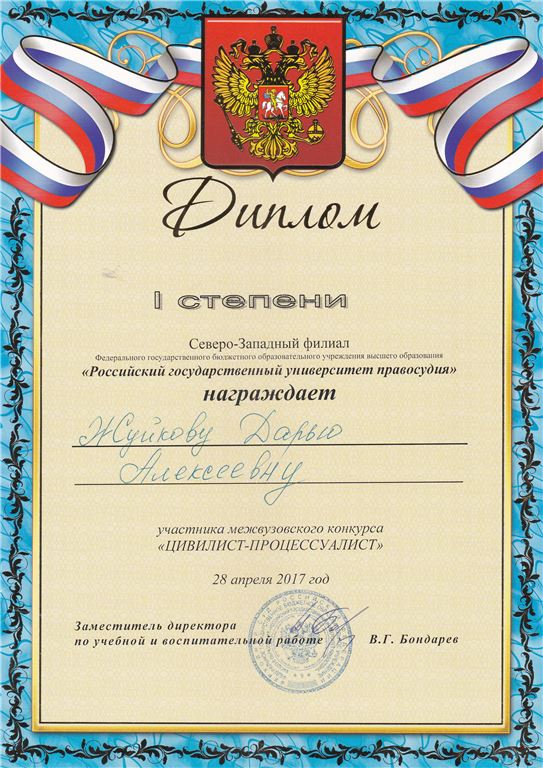 Диплом
I степени
Северо-Западный филиал
Федерального государственного бюджетного образовательного учреждения высшего образования
«Российский государственный университет правосудия»
награждает
Жуйкову Дарью
Алексеевну
участника межвузовского конкурса
«ЦИВИЛИСТ-ПРОЦЕССУАЛИСТ»
28 апреля 2017 год
Заместитель директора
по учебной и воспитательной работе В.Г. Бондарев